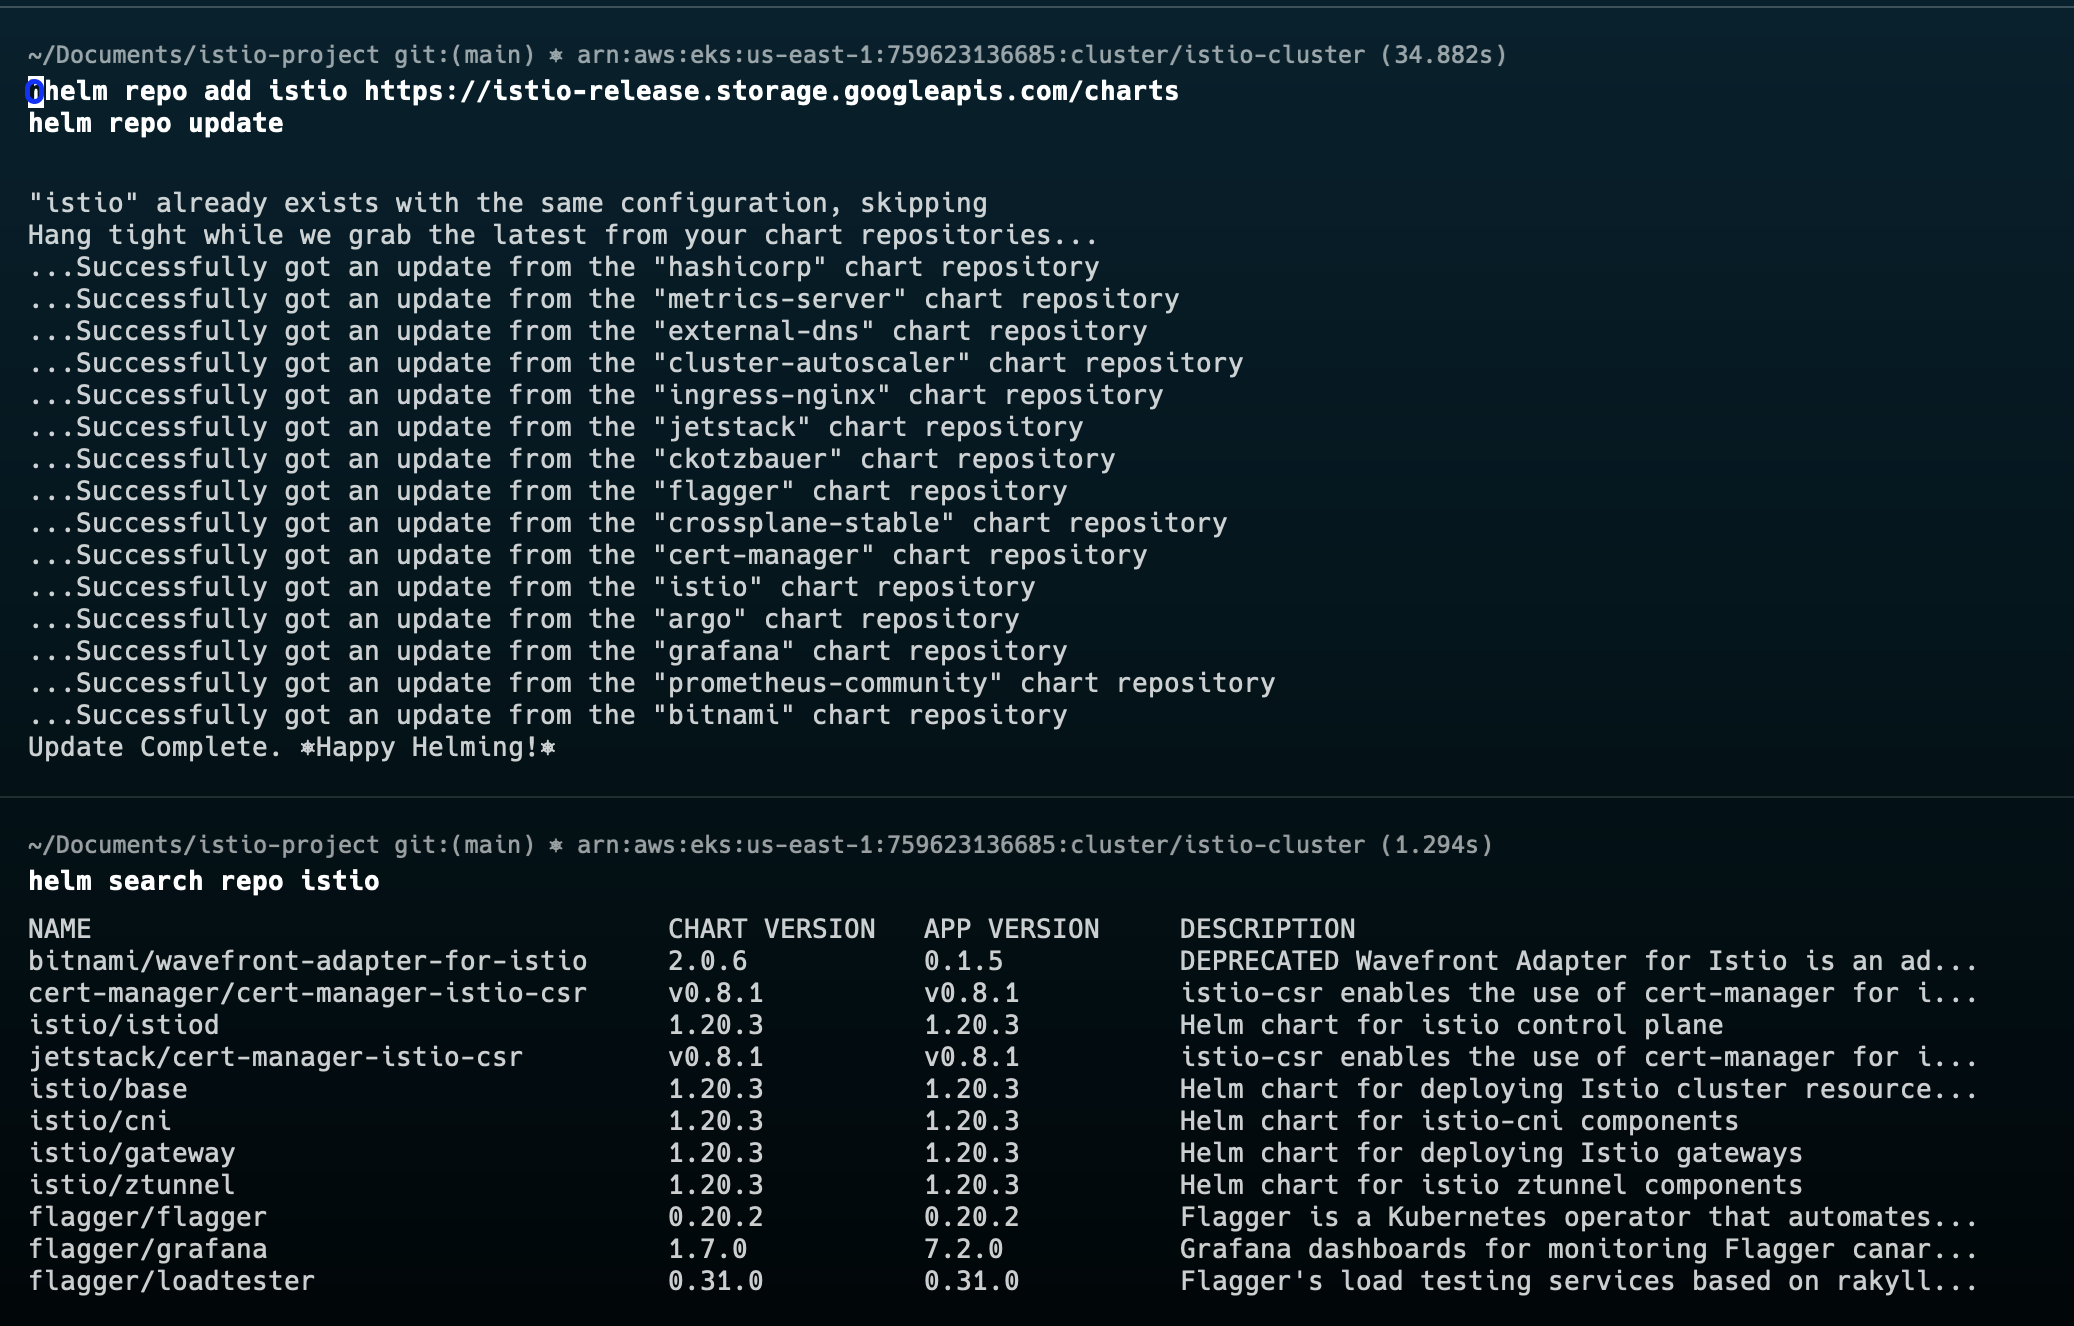 ~/Documents/istio-project git:(main) ⎈ arn:aws:eks:us-east-1:759623136685:cluster/istio-cluster (34.882s)
helm repo add istio https://istio-release.storage.googleapis.com/charts
helm repo update
"istio" already exists with the same configuration, skipping
Hang tight while we grab the latest from your chart repositories...
...Successfully got an update from the "hashicorp" chart repository
...Successfully got an update from the "metrics-server" chart repository
...Successfully got an update from the "external-dns" chart repository
...Successfully got an update from the "cluster-autoscaler" chart repository
...Successfully got an update from the "ingress-nginx" chart repository
...Successfully got an update from the "jetstack" chart repository
...Successfully got an update from the "ckotzbauer" chart repository
...Successfully got an update from the "flagger" chart repository
...Successfully got an update from the "crossplane-stable" chart repository
...Successfully got an update from the "cert-manager" chart repository
...Successfully got an update from the "istio" chart repository
...Successfully got an update from the "argo" chart repository
...Successfully got an update from the "grafana" chart repository
...Successfully got an update from the "prometheus-community" chart repository
...Successfully got an update from the "bitnami" chart repository
Update Complete. ⎈Happy Helming!⎈
~/Documents/istio-project git:(main) ⎈ arn:aws:eks:us-east-1:759623136685:cluster/istio-cluster (1.294s)
helm search repo istio
NAME CHART VERSION APP VERSION DESCRIPTION
bitnami/wavefront-adapter-for-istio 2.0.6 0.1.5 DEPRECATED Wavefront Adapter for Istio is an ad...
cert-manager/cert-manager-istio-csr v0.8.1 v0.8.1 istio-csr enables the use of cert-manager for i...
istio/istiod 1.20.3 1.20.3 Helm chart for istio control plane
jetstack/cert-manager-istio-csr v0.8.1 v0.8.1 istio-csr enables the use of cert-manager for i...
istio/base 1.20.3 1.20.3 Helm chart for deploying Istio cluster resource...
istio/cni 1.20.3 1.20.3 Helm chart for istio-cni components
istio/gateway 1.20.3 1.20.3 Helm chart for deploying Istio gateways
istio/ztunnel 1.20.3 1.20.3 Helm chart for istio ztunnel components
flagger/flagger 0.20.2 0.20.2 Flagger is a Kubernetes operator that automates...
flagger/grafana 1.7.0 7.2.0 Grafana dashboards for monitoring Flagger canar...
flagger/loadtester 0.31.0 0.31.0 Flagger's load testing services based on rakyll...